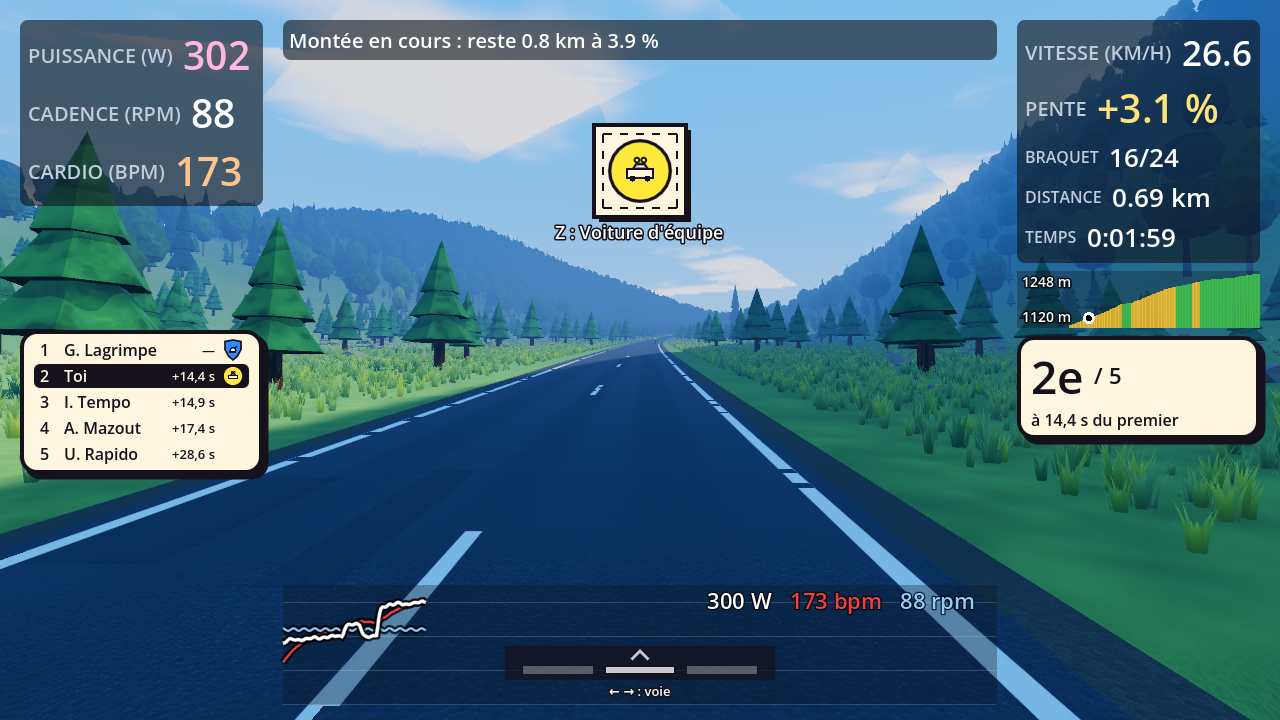 PUISSANCE (W) 302
CADENCE (RPM) 88
CARDIO (BPM) 173
Montée en cours : reste 0.8 km à 3.9 %
VITESSE (KM/H) 26.6
PENTE +3.1 %
BRAQUET 16/24
DISTANCE 0.69 km
TEMPS 0:01:59
Z : Voiture d'équipe
1248 m
1120 m
1 G. Lagrimpe —
2 Toi +14,4 s
3 I. Tempo +14,9 s
4 A. Mazout +17,4 s
5 U. Rapido +28,6 s
2e / 5
à 14,4 s du premier
300 W 173 bpm 88 rpm
← → : voie